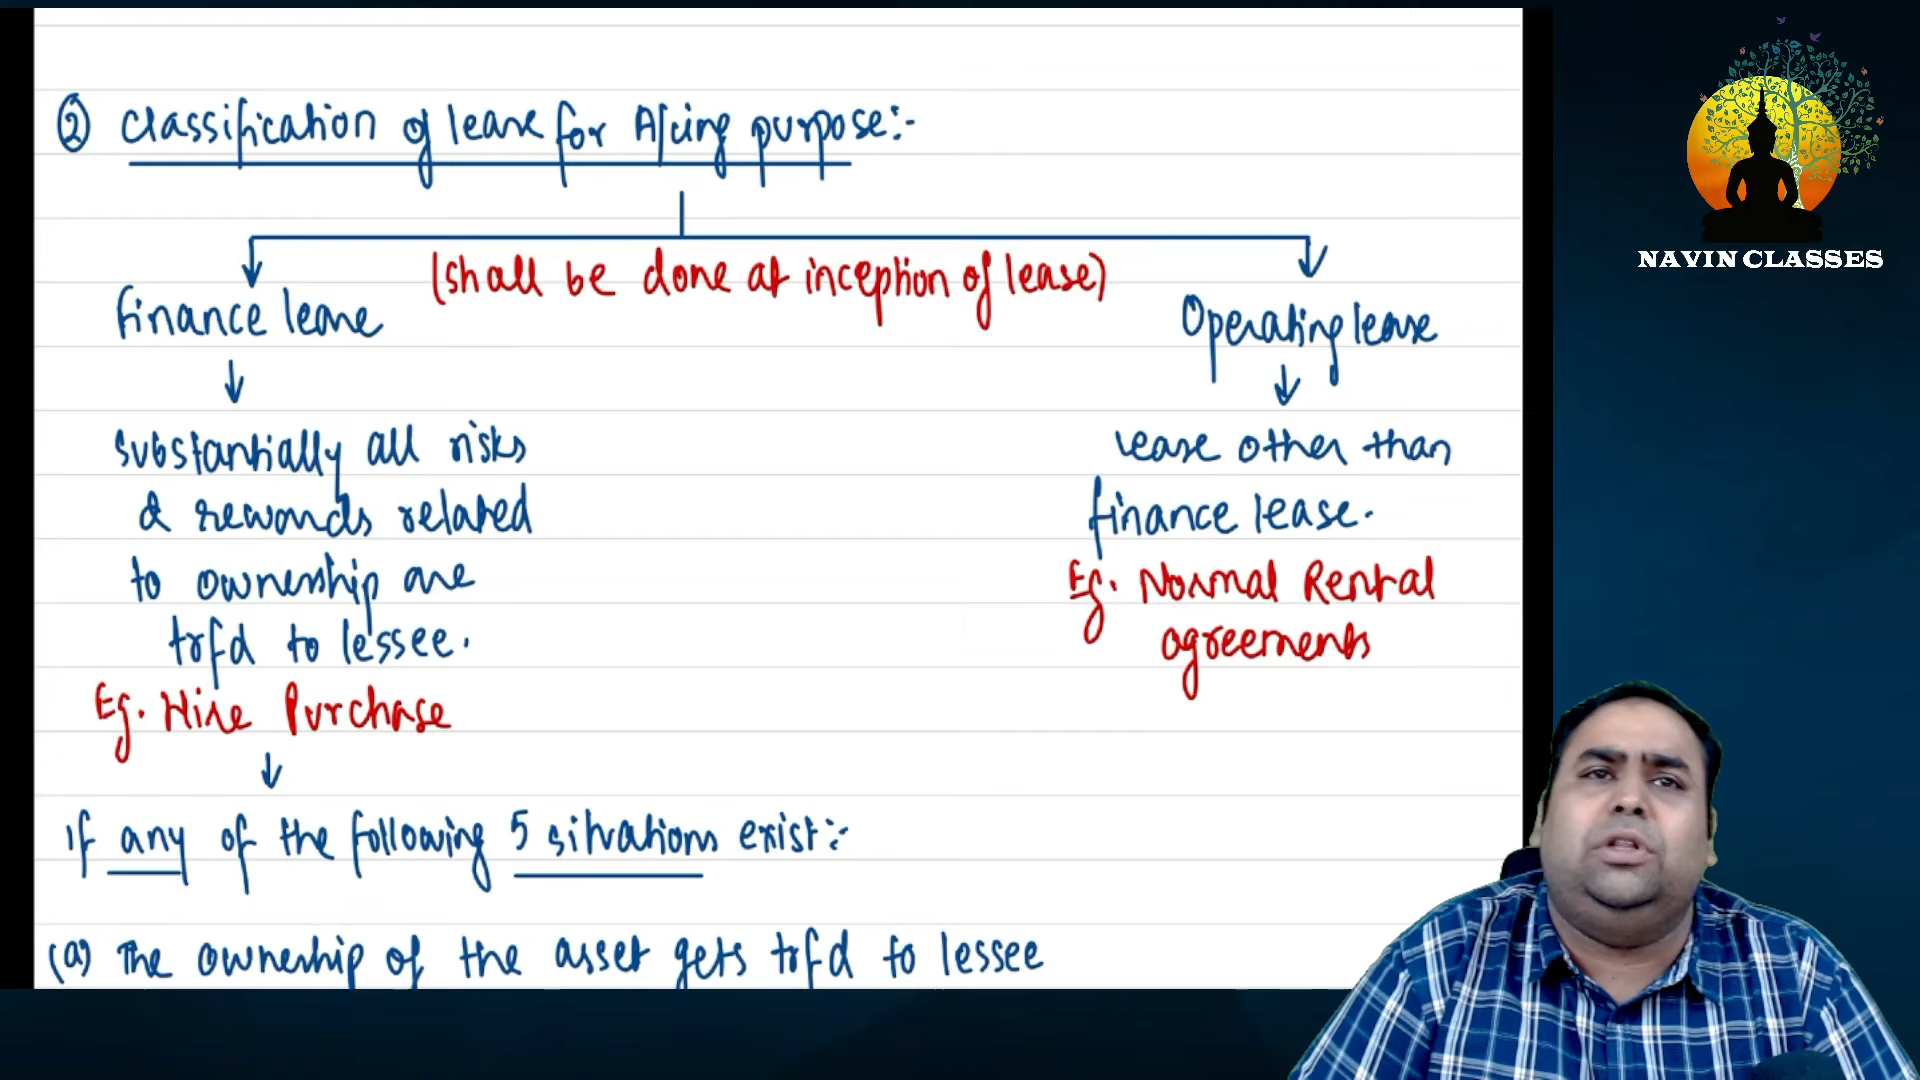 ② Classification of lease for A/cing purpose:-
(shall be done at inception of lease)
Finance lease
Operating lease
Substantially all risks
& rewards related
to ownership are
trfd to lessee.
Eg. Hire Purchase
lease other than
finance lease.
Eg. Normal Rental
agreements
If any of the following 5 situations exist:-
(a) The ownership of the asset gets trfd to lessee
NAVIN CLASSES